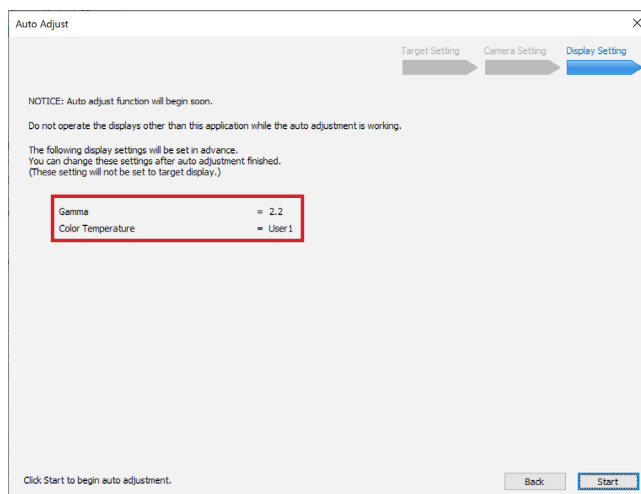 Auto Adjust
Target Setting
Camera Setting
Display Setting
NOTICE: Auto adjust function will begin soon.
Do not operate the displays other than this application while the auto adjustment is working.
The following display settings will be set in advance.
You can change these settings after auto adjustment finished.
(These setting will not be set to target display.)
Gamma = 2.2
Color Temperature = User1
Click Start to begin auto adjustment.
Back
Start